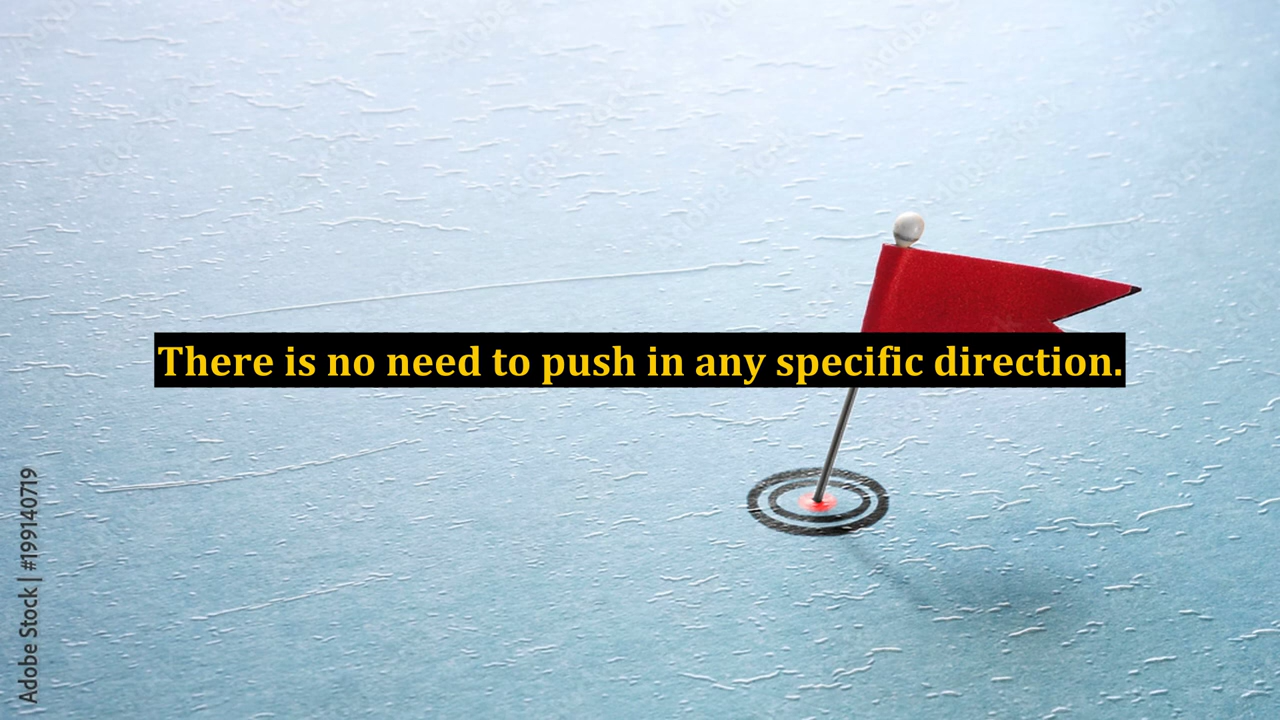 There is no need to push in any specific direction.
Adobe Stock | #199140719